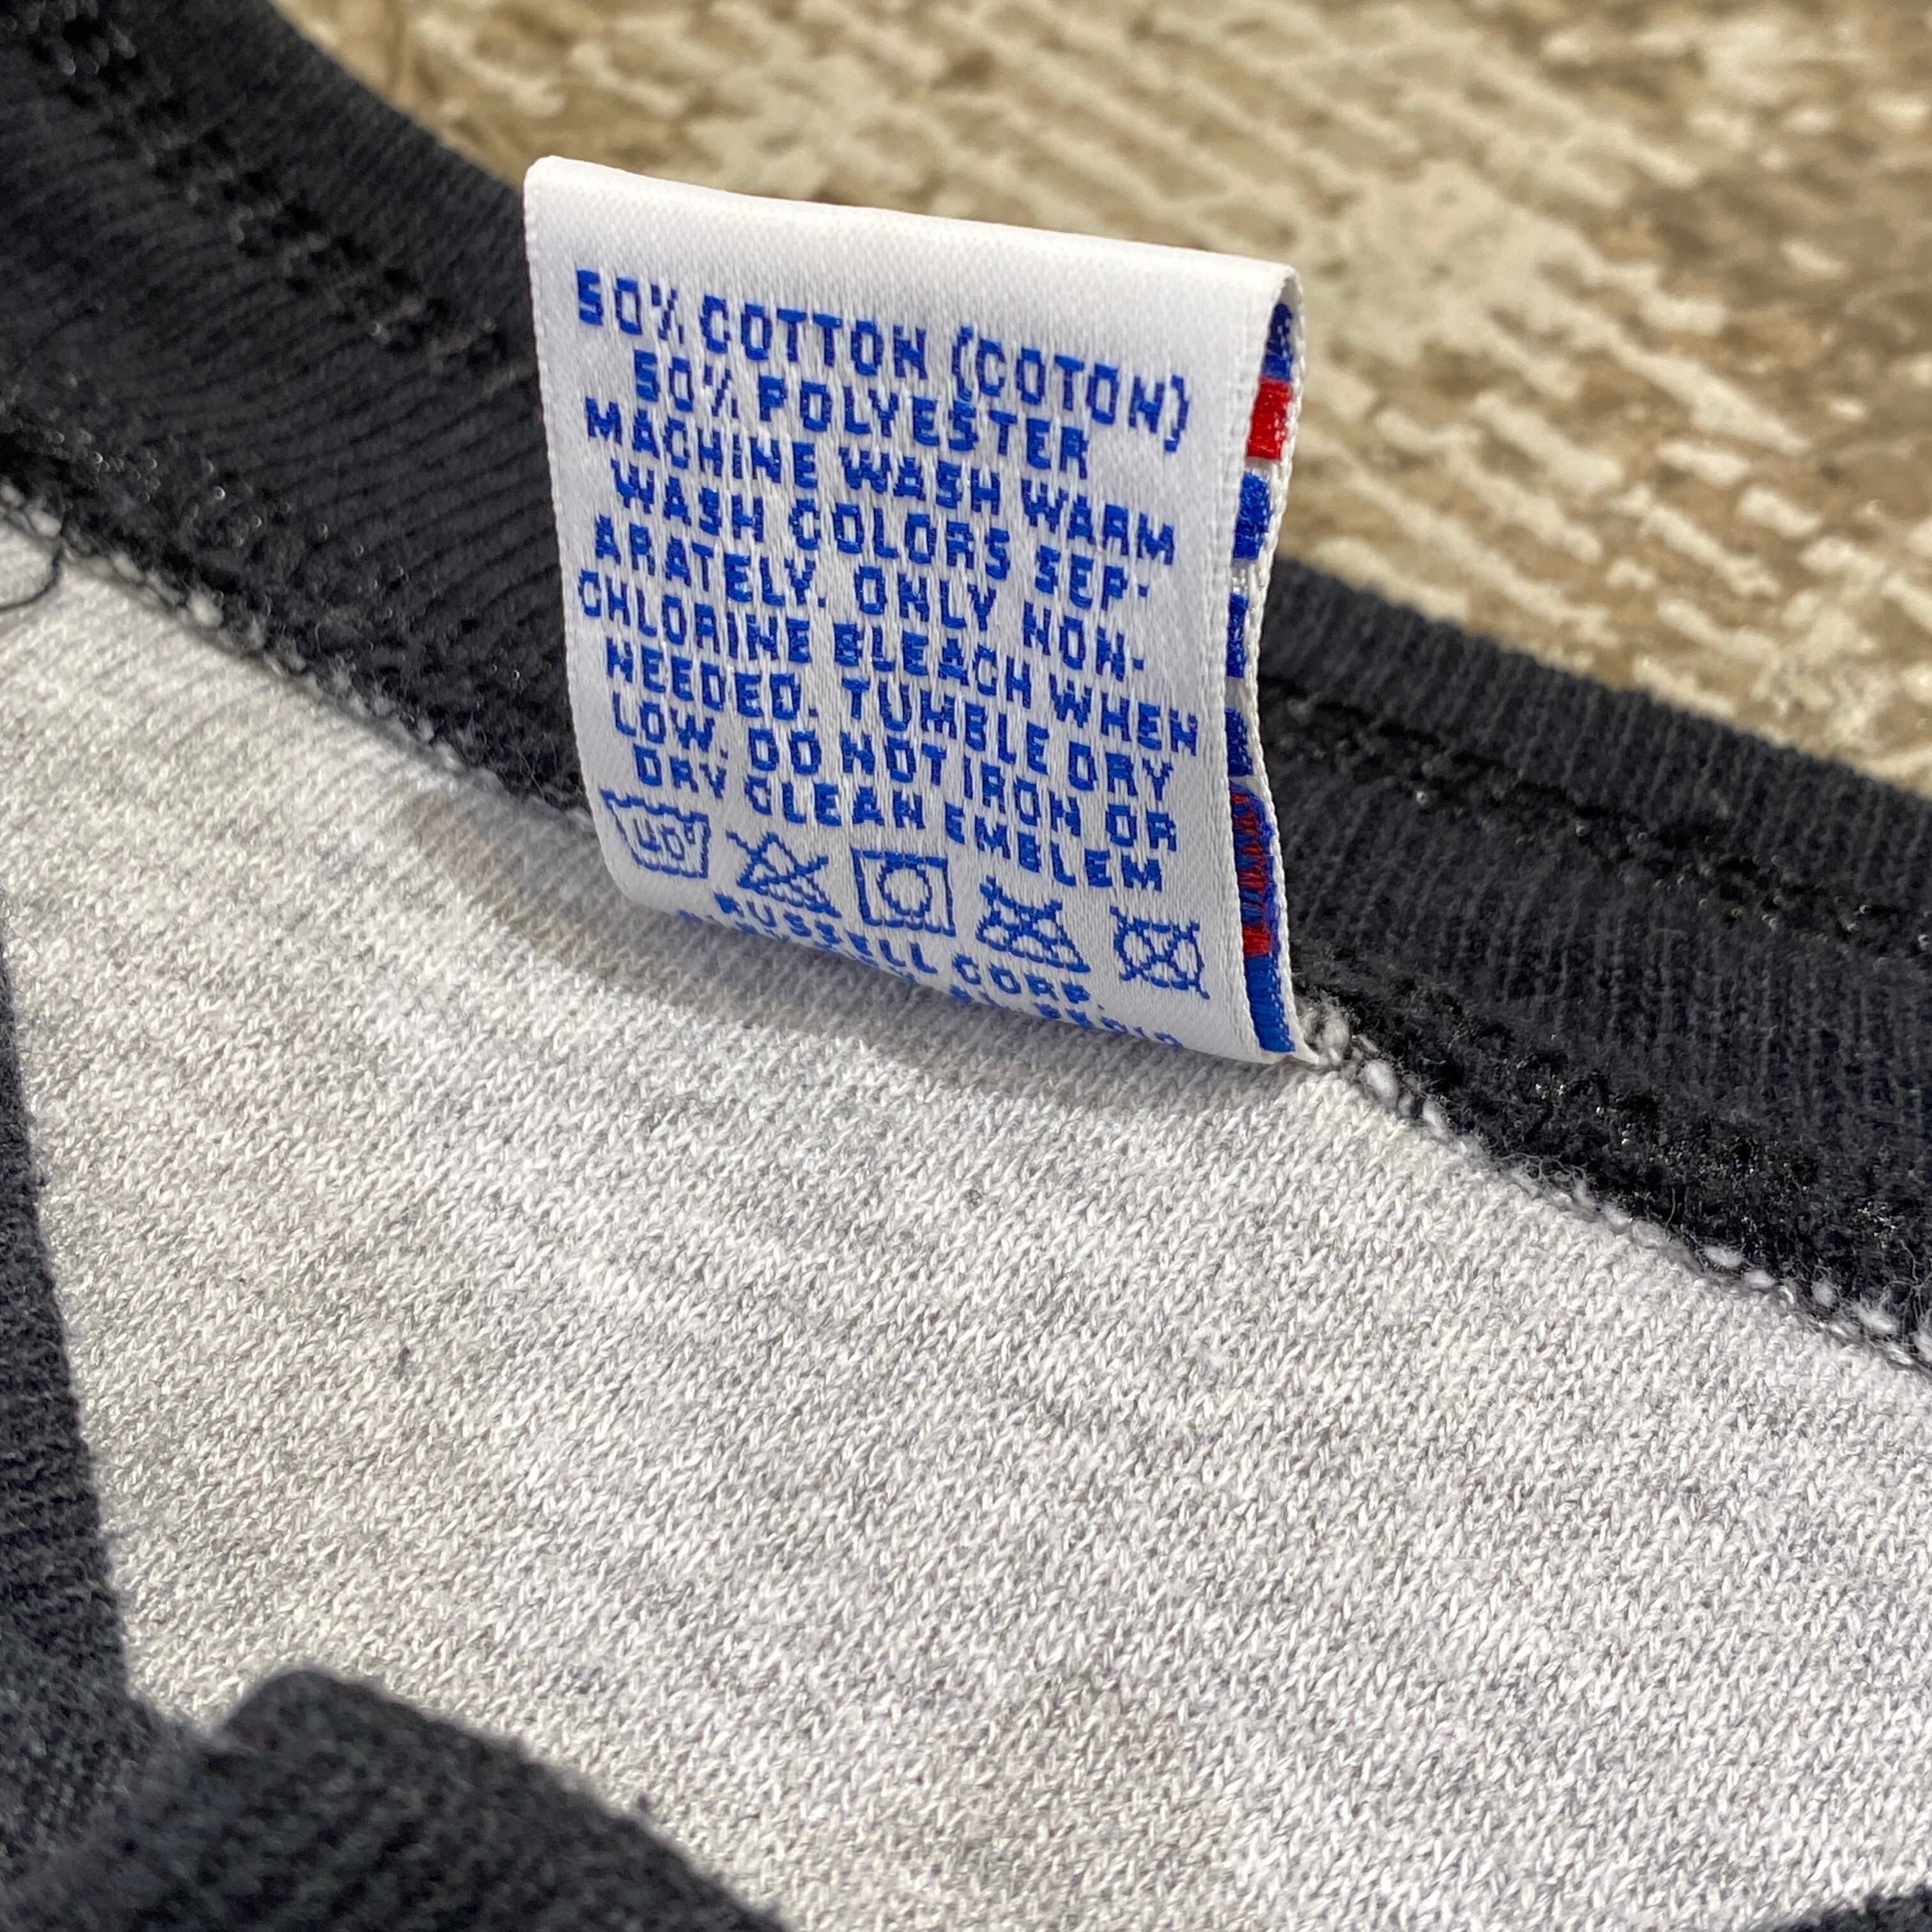 50% COTTON (COTON)
50% POLYESTER
MACHINE WASH WARM
WASH COLORS SEP-
ARATELY. ONLY NON-
CHLORINE BLEACH WHEN
NEEDED. TUMBLE DRY
LOW. DO NOT IRON OR
DRY CLEAN EMBLEM
40°
RUSSELL CORP.